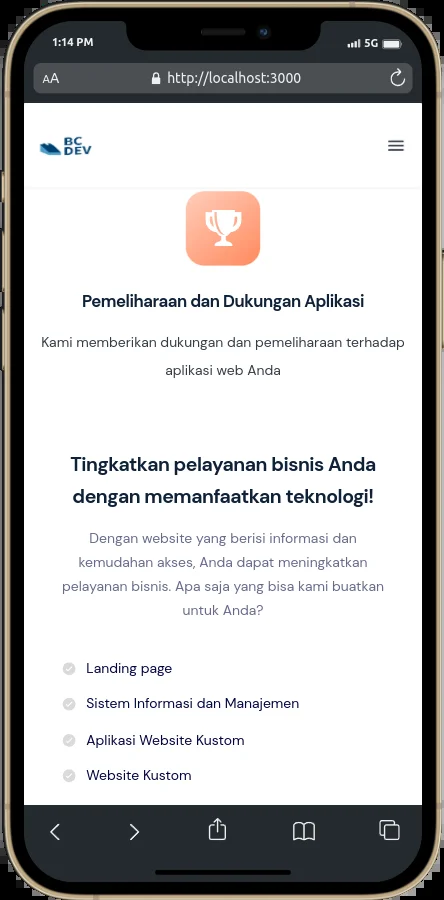 1:14 PM
5G
AA
http://localhost:3000
BC
DEV
Pemeliharaan dan Dukungan Aplikasi
Kami memberikan dukungan dan pemeliharaan terhadap
aplikasi web Anda
Tingkatkan pelayanan bisnis Anda
dengan memanfaatkan teknologi!
Dengan website yang berisi informasi dan
kemudahan akses, Anda dapat meningkatkan
pelayanan bisnis. Apa saja yang bisa kami buatkan
untuk Anda?
Landing page
Sistem Informasi dan Manajemen
Aplikasi Website Kustom
Website Kustom